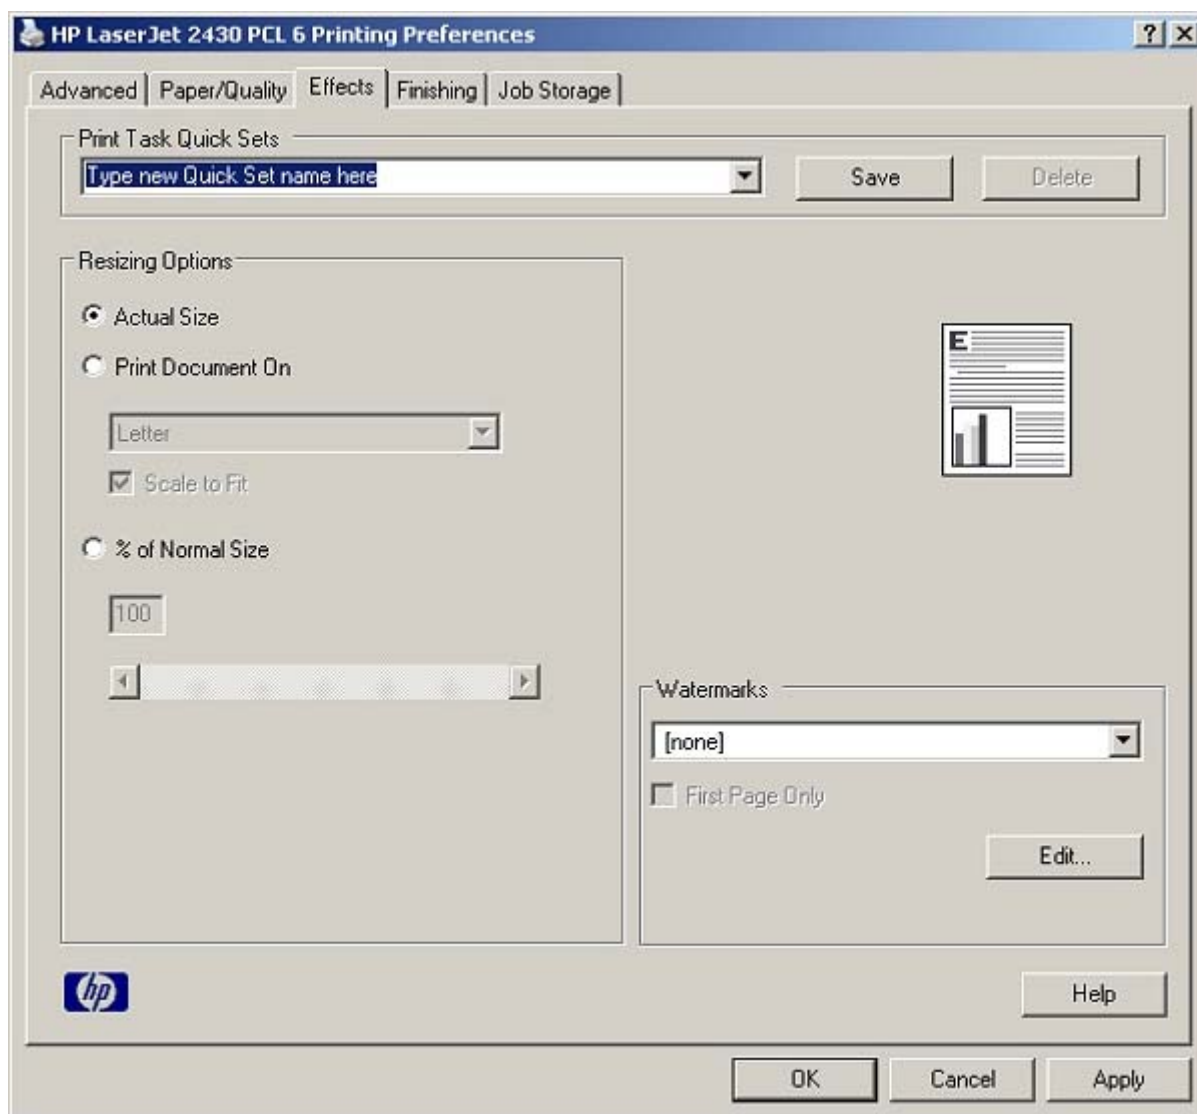 HP LaserJet 2430 PCL 6 Printing Preferences
Advanced Paper/Quality Effects Finishing Job Storage
Print Task Quick Sets
Type new Quick Set name here Save Delete
Resizing Options
Actual Size
Print Document On
E
Letter
Scale to Fit
% of Normal Size
100
Watermarks
[none]
First Page Only
Edit...
hp
Help
OK Cancel Apply